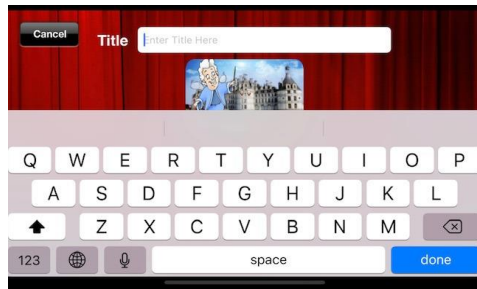 Cancel
Title
Enter Title Here
Q W E R T Y U I O P
A S D F G H J K L
Z X C V B N M
123 space done